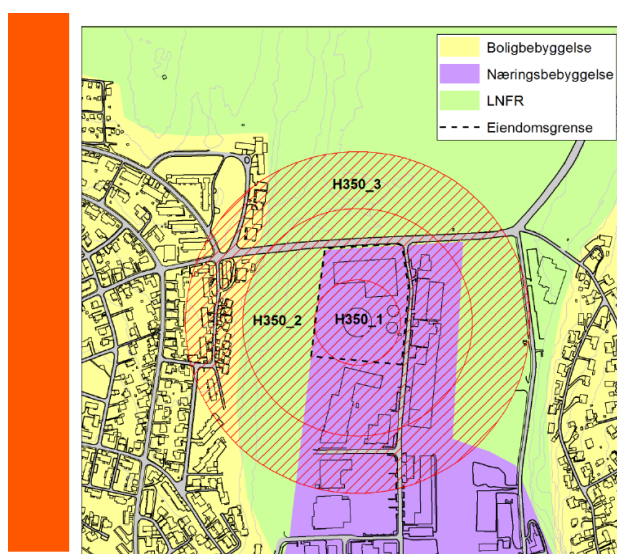 Boligbebyggelse
Næringsbebyggelse
LNFR
Eiendomsgrense
H350_3
H350_2
H350_1